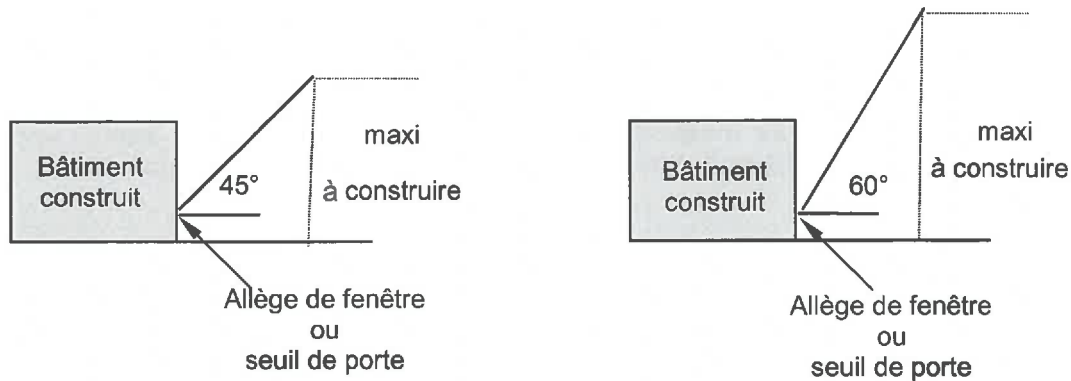 Bâtiment
construit
45°
maxi
à construire
Allège de fenêtre
ou
seuil de porte
Bâtiment
construit
60°
maxi
à construire
Allège de fenêtre
ou
seuil de porte